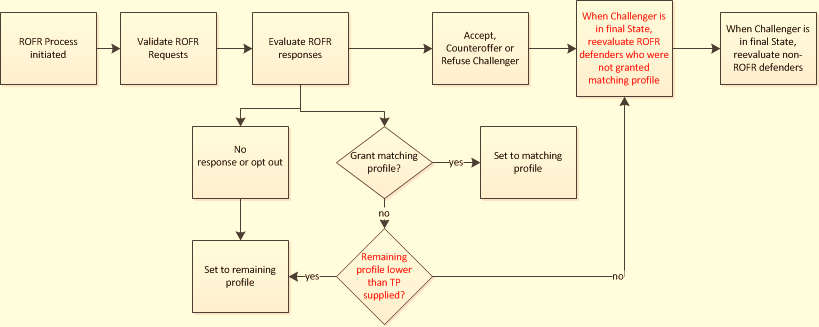 ROFR Process
initiated
Validate ROFR
Requests
Evaluate ROFR
responses
Accept,
Counteroffer or
Refuse Challenger
When Challenger is
in final State,
reevaluate ROFR
defenders who were
not granted
matching profile
When Challenger is
in final State,
reevaluate non-
ROFR defenders
No
response or opt out
Grant matching
profile?
yes
Set to matching
profile
no
Set to remaining
profile
yes
Remaining
profile lower
than TP
supplied?
no